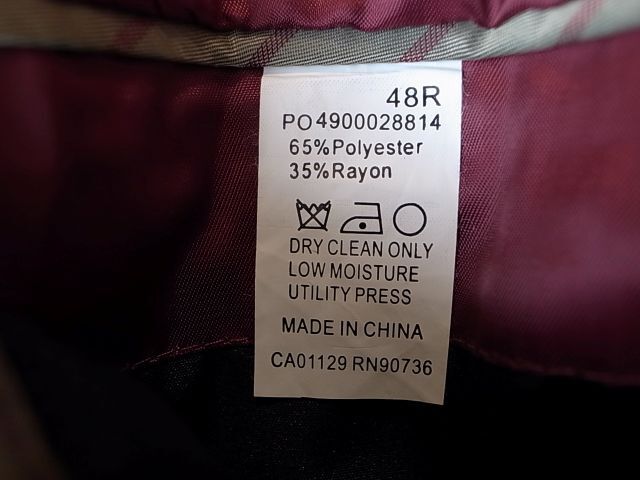 48R
PO4900028814
65%Polyester
35%Rayon
DRY CLEAN ONLY
LOW MOISTURE
UTILITY PRESS
MADE IN CHINA
CA01129 RN90736